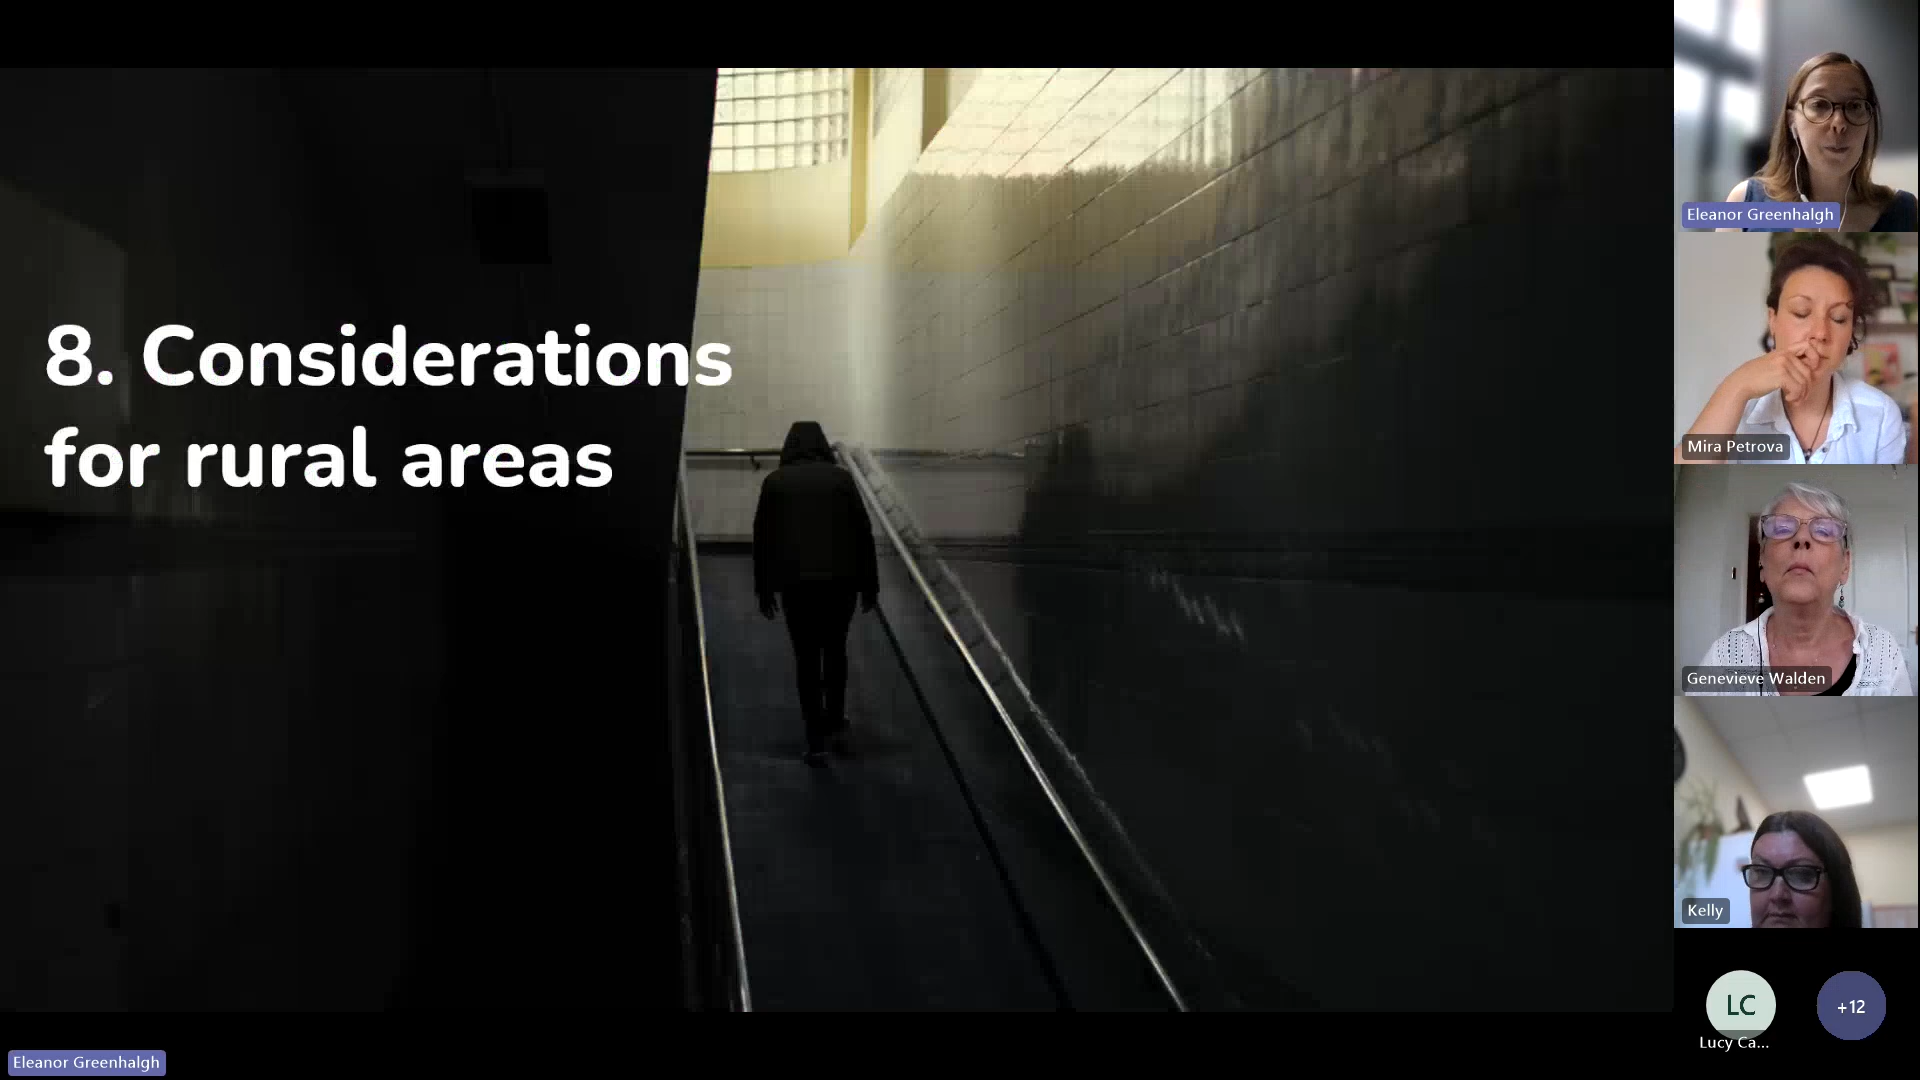 8. Considerations
for rural areas
Eleanor Greenhalgh
Mira Petrova
Genevieve Walden
Kelly
LC
Lucy Ca...
+12
Eleanor Greenhalgh